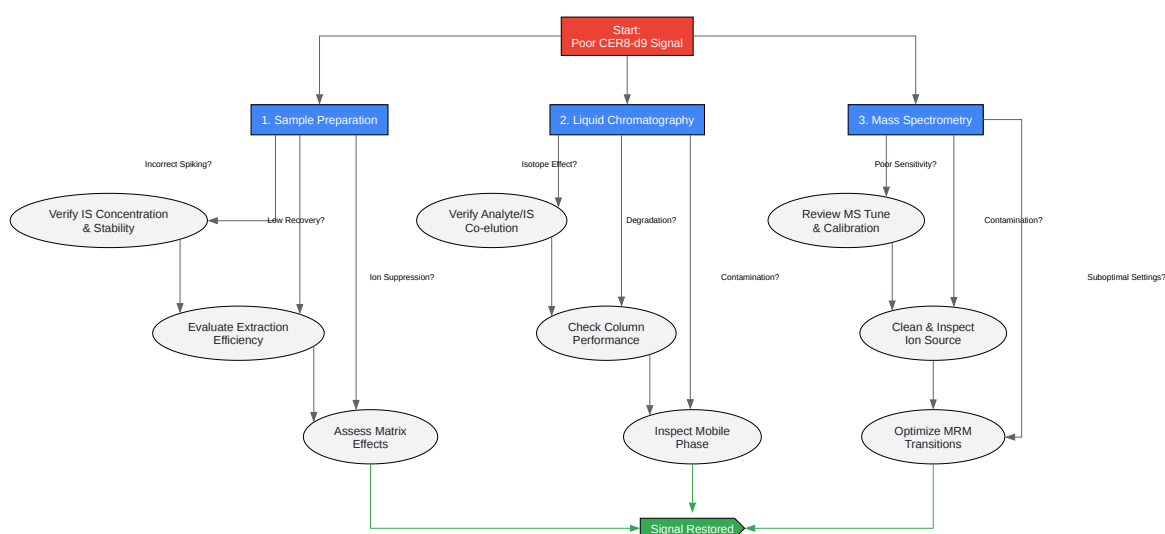 Start:
Poor CER8-d9 Signal
1. Sample Preparation
2. Liquid Chromatography
3. Mass Spectrometry
Incorrect Spiking?
Isotope Effect?
Poor Sensitivity?
Verify IS Concentration
& Stability
Low Recovery?
Verify Analyte/IS
Co-elution
Degradation?
Review MS Tune
& Calibration
Contamination?
Ion Suppression?
Contamination?
Suboptimal Settings?
Evaluate Extraction
Efficiency
Check Column
Performance
Clean & Inspect
Ion Source
Assess Matrix
Effects
Inspect Mobile
Phase
Optimize MRM
Transitions
Signal Restored